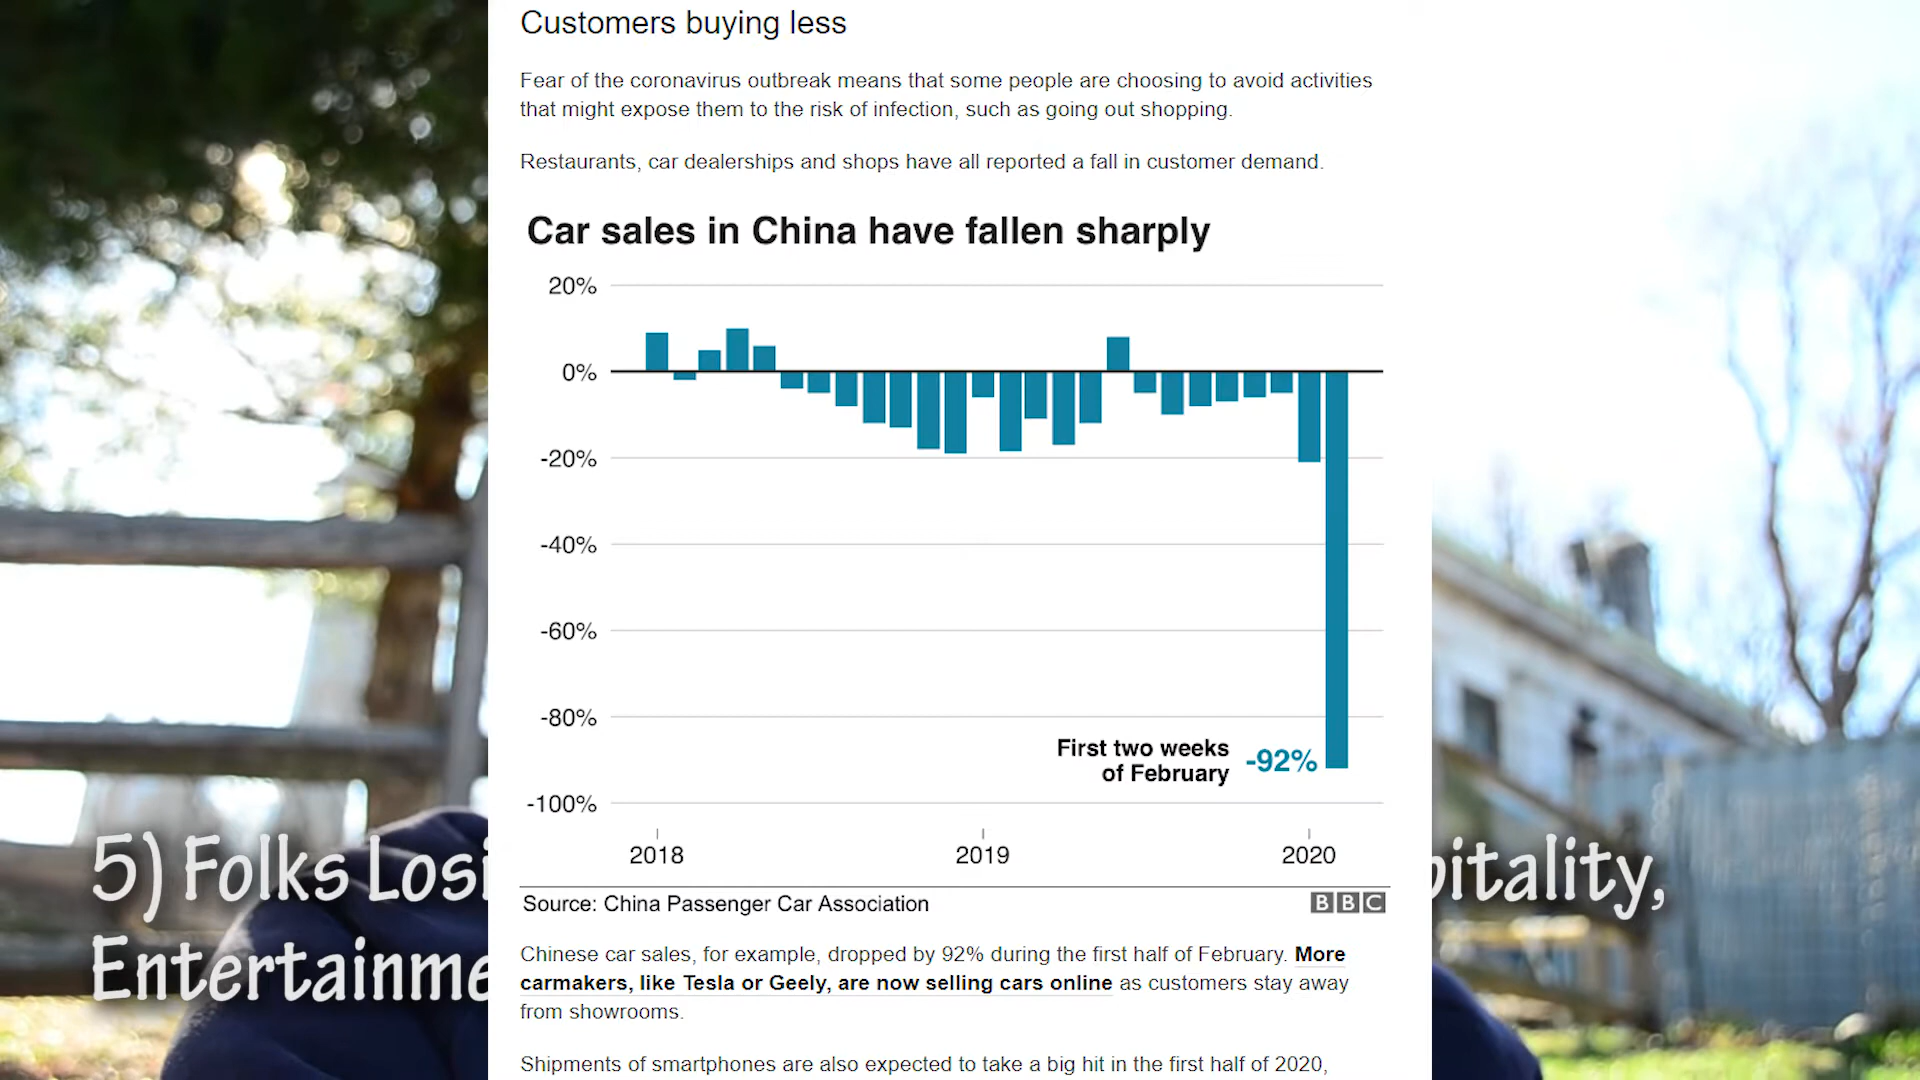 Customers buying less
Fear of the coronavirus outbreak means that some people are choosing to avoid activities
that might expose them to the risk of infection, such as going out shopping.
Restaurants, car dealerships and shops have all reported a fall in customer demand.
Car sales in China have fallen sharply
20%
0%
-20%
-40%
-60%
-80%
First two weeks
of February
-92%
-100%
2018 2019 2020
Source: China Passenger Car Association
BBC
Chinese car sales, for example, dropped by 92% during the first half of February. More
carmakers, like Tesla or Geely, are now selling cars online as customers stay away
from showrooms.
Shipments of smartphones are also expected to take a big hit in the first half of 2020,
5) Folks Losi
pitality,
Entertainme